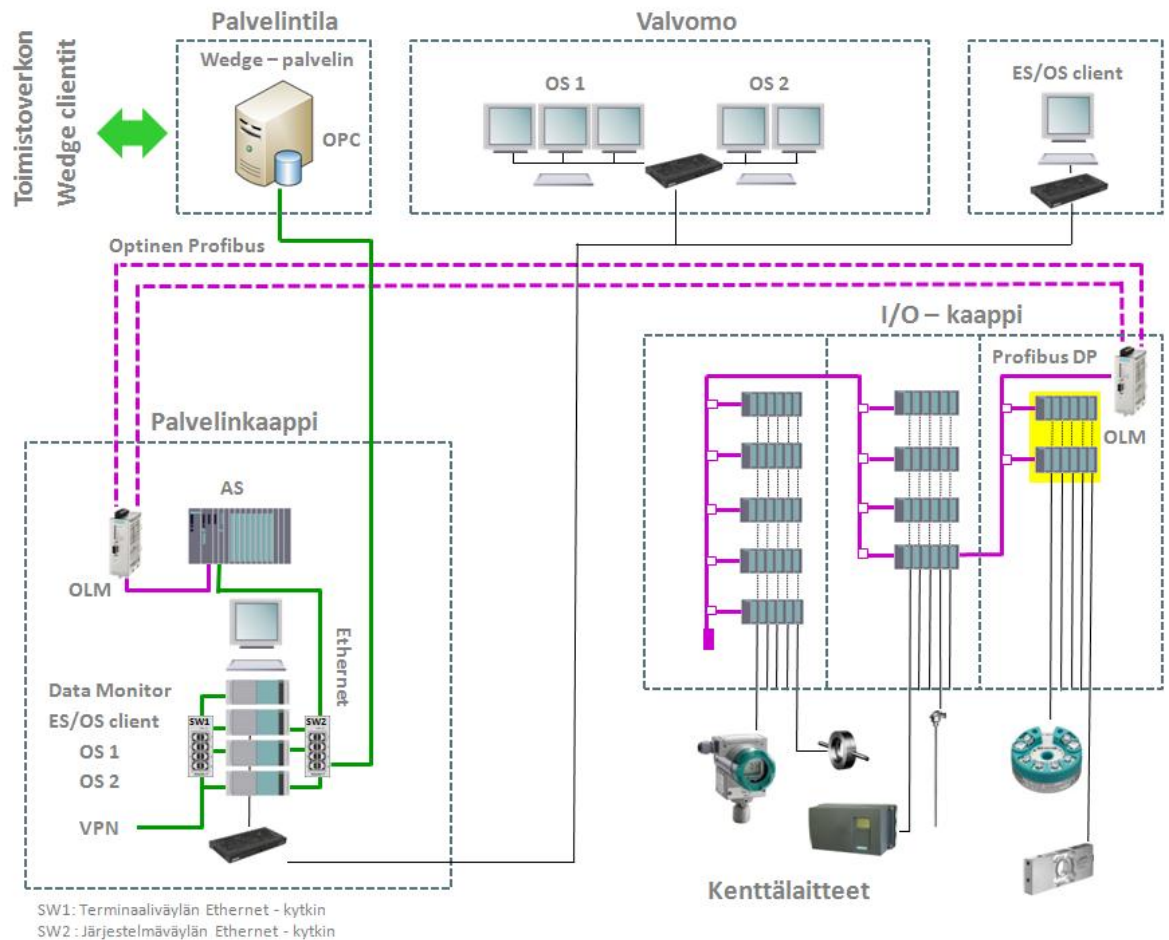 Palvelintila
Valvomo
Toimistoverkon
Wedge clientit
Wedge – palvelin
OPC
OS 1
OS 2
ES/OS client
Optinen Profibus
I/O – kaappi
Profibus DP
OLM
Palvelinkaappi
AS
OLM
Ethernet
Data Monitor
ES/OS client
OS 1
OS 2
VPN
SW1
SW2
Kenttälaitteet
SW1: Terminaaliväylän Ethernet - kytkin
SW2 : Järjestelmäväylän Ethernet - kytkin